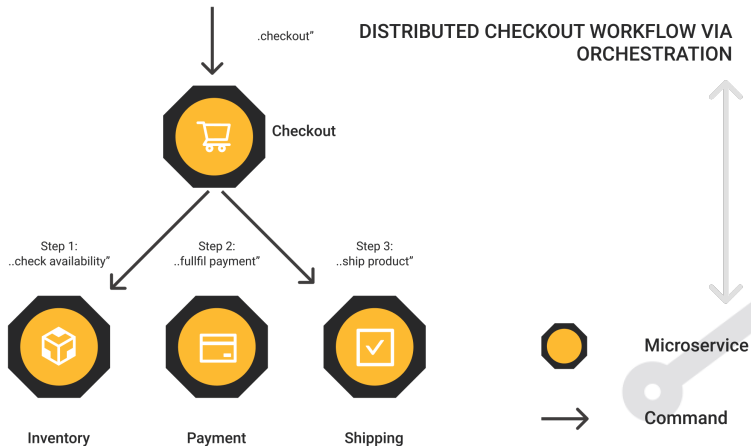 DISTRIBUTED CHECKOUT WORKFLOW VIA
ORCHESTRATION
.checkout”
Checkout
Step 1:
..check availability”
Step 2:
..fullfil payment”
Step 3:
..ship product”
Inventory
Payment
Shipping
Microservice
Command